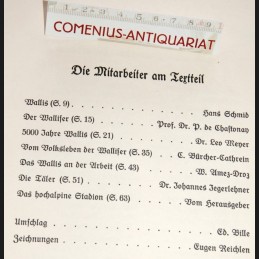 COMENIUS-ANTIQUARIAT
Die Mitarbeiter am Textteil
Wallis (S. 9) . . . . . . . . . . . . . Hans Schmid
Der Walliser (S. 15) . . . . . Prof. Dr. P. de Chastonay
5000 Jahre Wallis (S. 21) . . . . . . . Dr. Leo Meyer
Vom Volksleben der Walliser (S. 35) . . C. Bürcher-Cathrein
Das Wallis an der Arbeit (S. 43) . . . . . W. Amez-Droz
Die Täler (S. 51) . . . . . . . Dr. Johannes Jegerlehner
Das hochalpine Stadion (S. 63) . . . . . Vom Herausgeber
Umschlag . . . . . . . . . . . . . . . Ed. Bille
Zeichnungen . . . . . . . . . . . . Eugen Reichlen